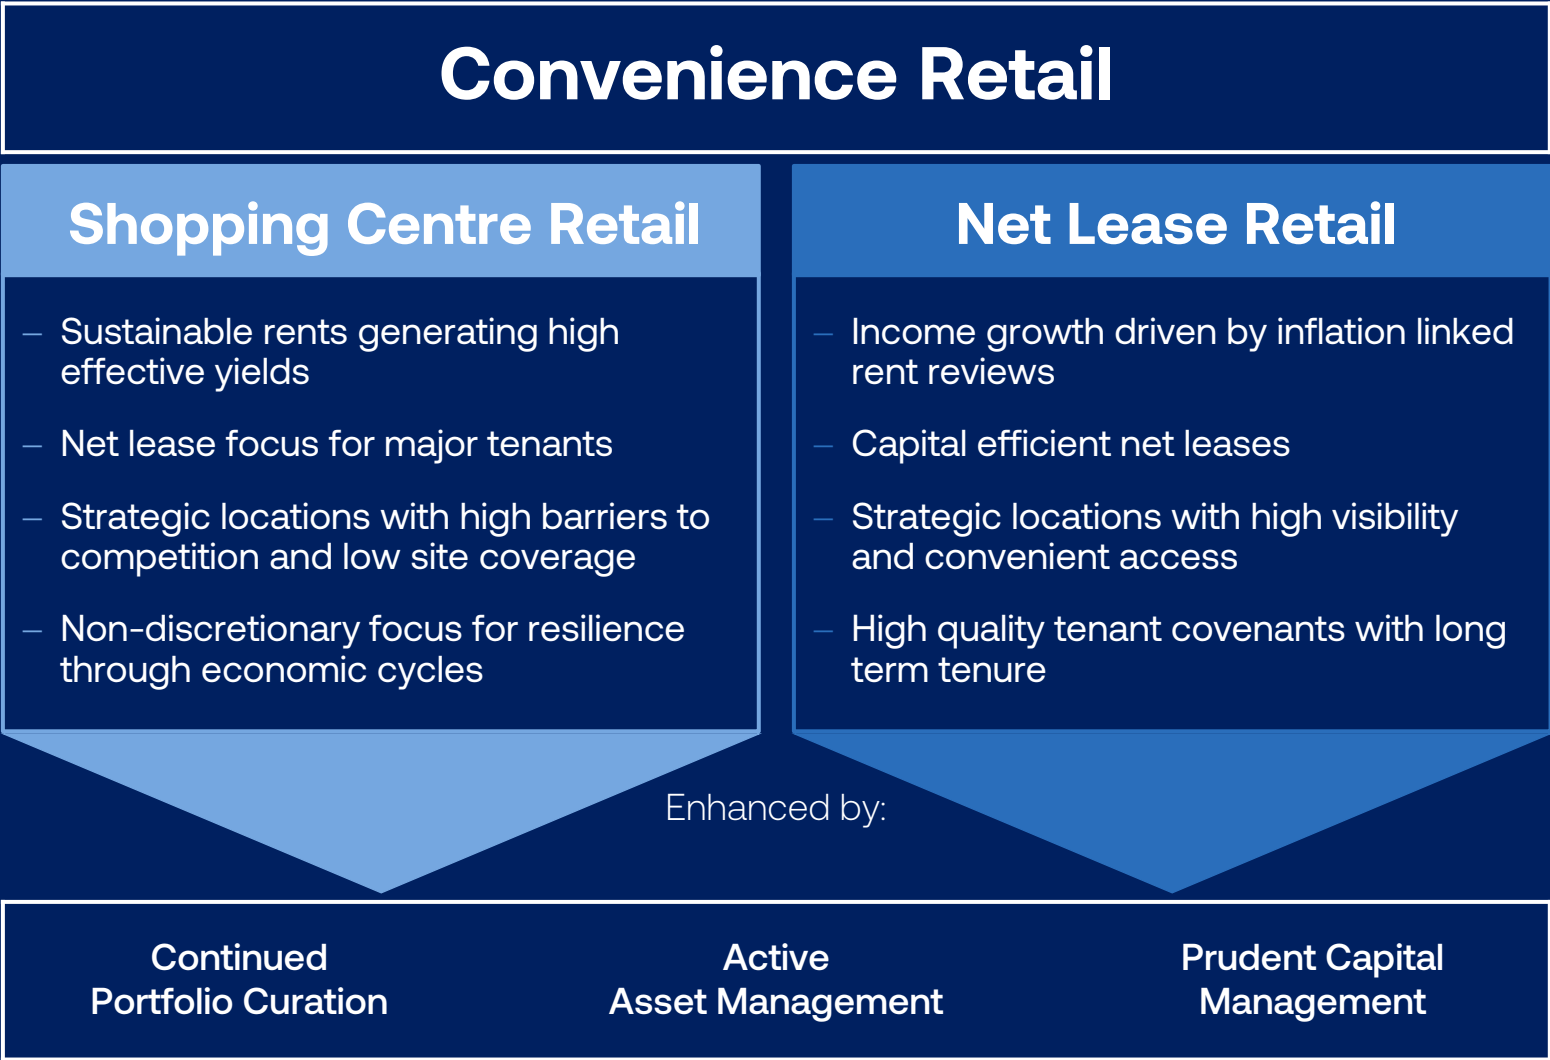 Convenience Retail
Shopping Centre Retail
– Sustainable rents generating high
effective yields
– Net lease focus for major tenants
– Strategic locations with high barriers to
competition and low site coverage
– Non-discretionary focus for resilience
through economic cycles
Net Lease Retail
– Income growth driven by inflation linked
rent reviews
– Capital efficient net leases
– Strategic locations with high visibility
and convenient access
– High quality tenant covenants with long
term tenure
Enhanced by:
Continued
Portfolio Curation
Active
Asset Management
Prudent Capital
Management